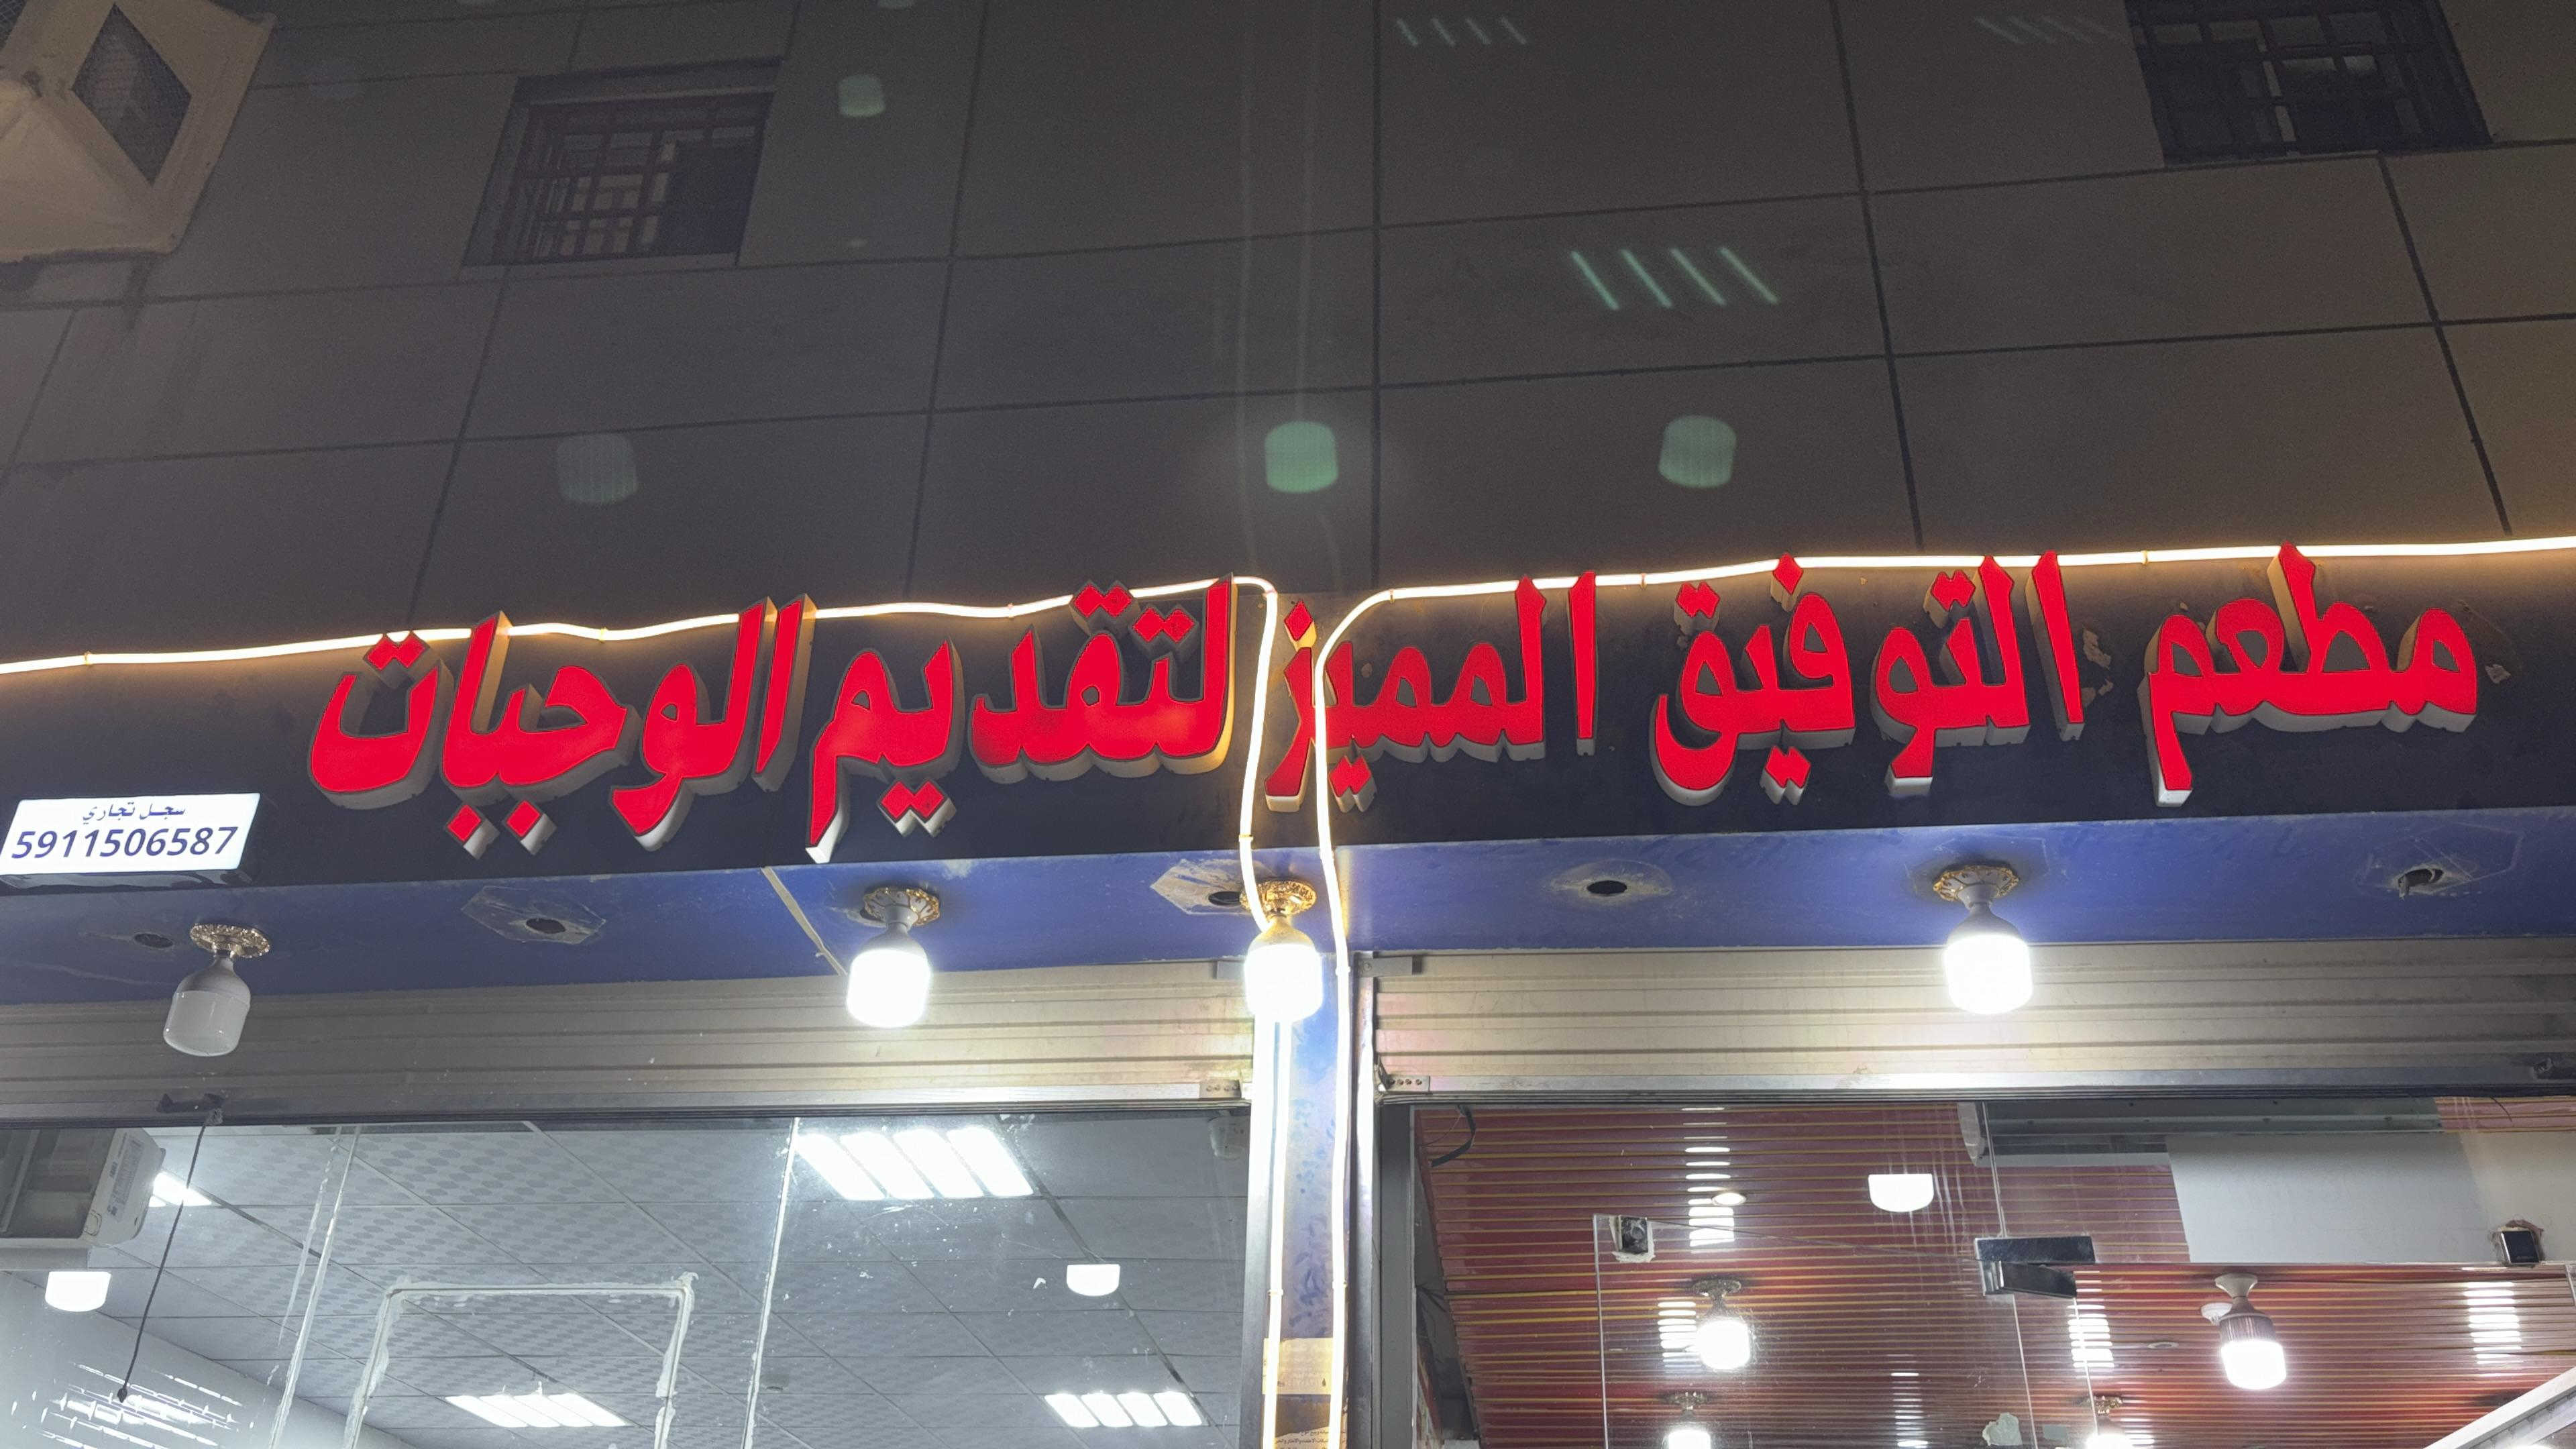 مطعم التوفيق المميز لتقديم الوجبات
سجل تجاري
5911506587